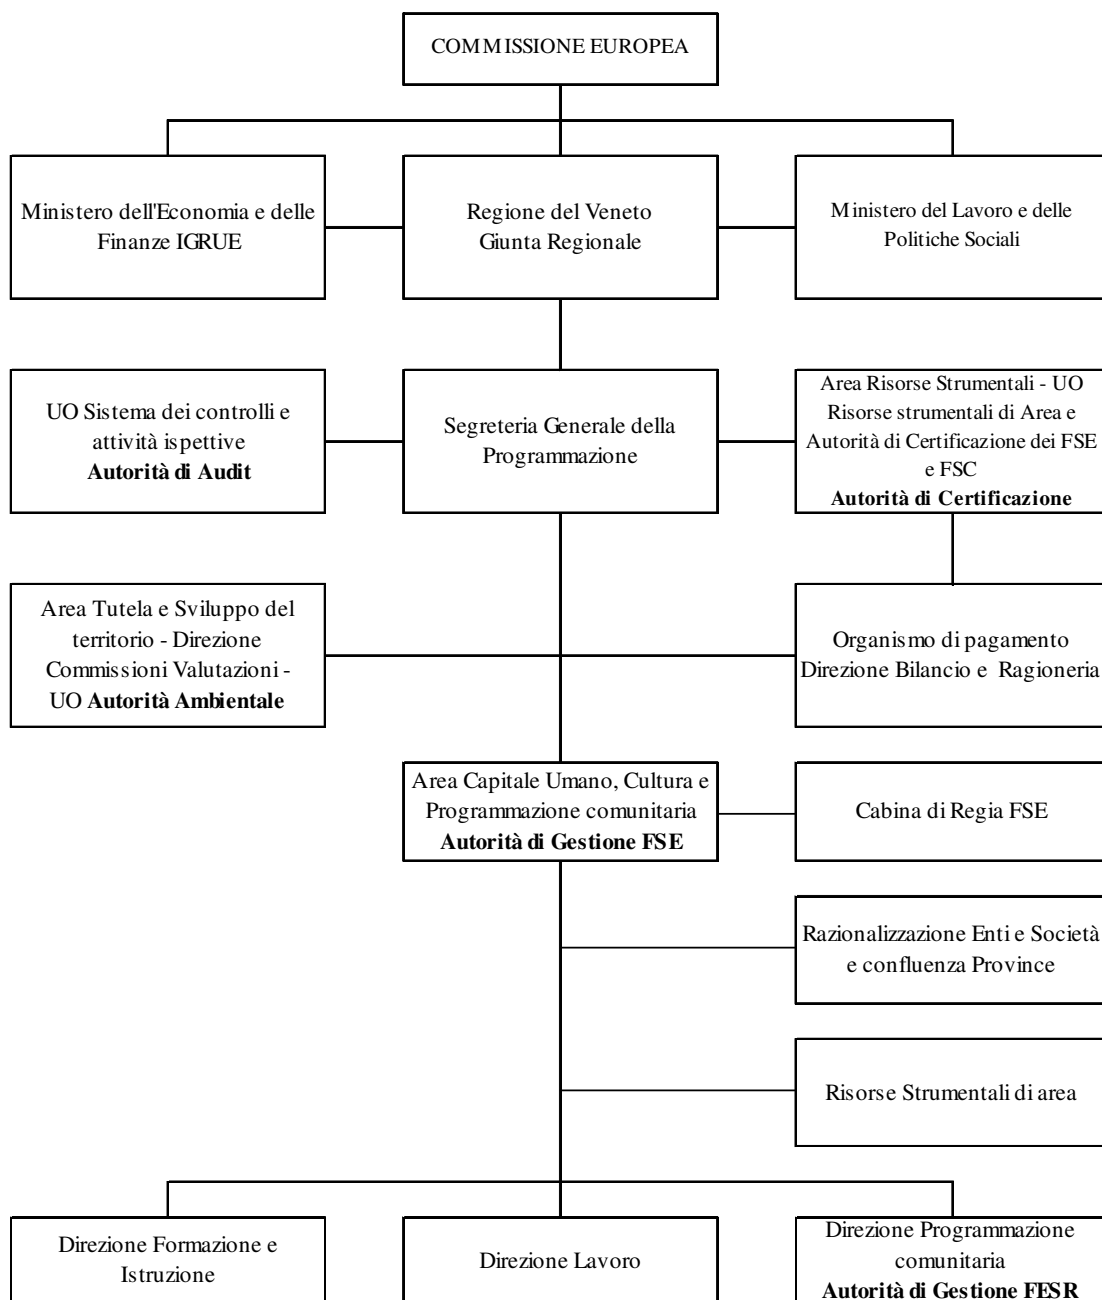 COMMISSIONE EUROPEA
Ministero dell'Economia e delle
Finanze IGRUE
Regione del Veneto
Giunta Regionale
Ministero del Lavoro e delle
Politiche Sociali
UO Sistema dei controlli e
attività ispettive
Autorità di Audit
Segreteria Generale della
Programmazione
Area Risorse Strumentali - UO
Risorse strumentali di Area e
Autorità di Certificazione dei FSE
e FSC
Autorità di Certificazione
Area Tutela e Sviluppo del
territorio - Direzione
Commissioni Valutazioni -
UO Autorità Ambientale
Organismo di pagamento
Direzione Bilancio e Ragioneria
Area Capitale Umano, Cultura e
Programmazione comunitaria
Autorità di Gestione FSE
Cabina di Regia FSE
Razionalizzazione Enti e Società
e confluenza Province
Risorse Strumentali di area
Direzione Formazione e
Istruzione
Direzione Lavoro
Direzione Programmazione
comunitaria
Autorità di Gestione FESR